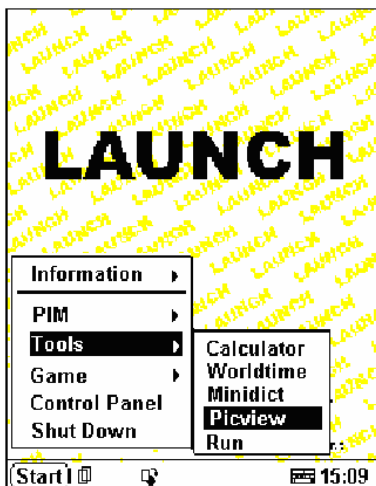 LAUNCH
Information
PIM
Tools
Game
Control Panel
Shut Down
Calculator
Worldtime
Minidict
Picview
Run
Start
15:09